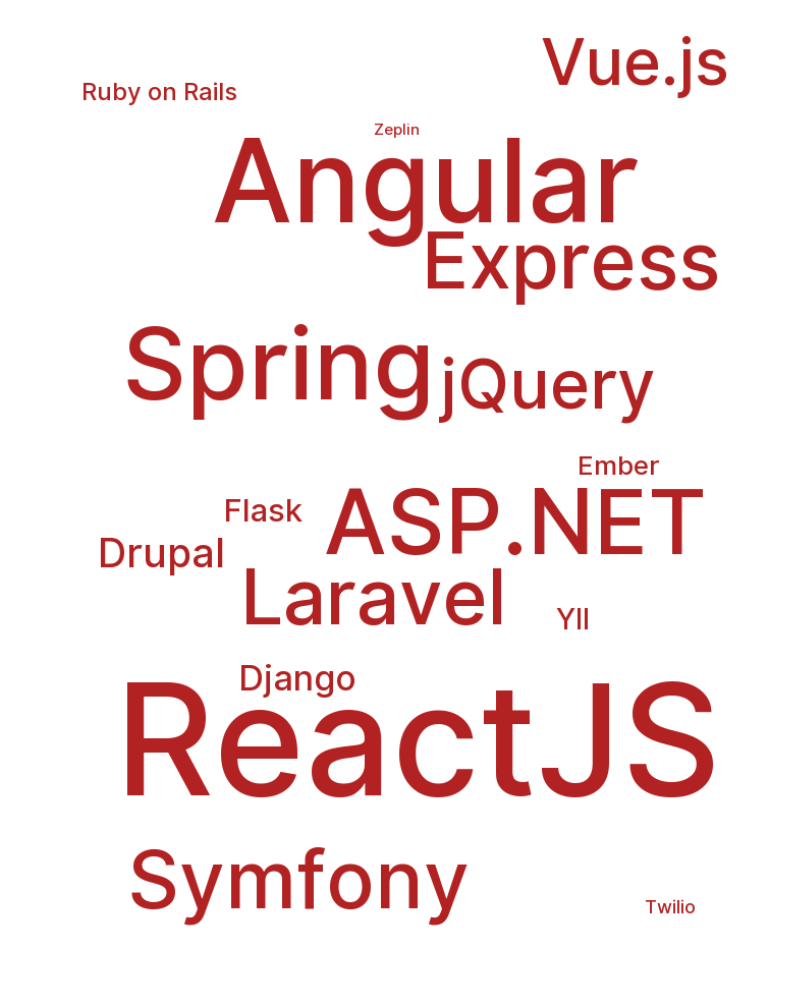 Vue.js
Ruby on Rails
Zeplin
Angular
Express
Spring
jQuery
Ember
Flask
ASP.NET
Drupal
Laravel
YII
Django
ReactJS
Symfony
Twilio